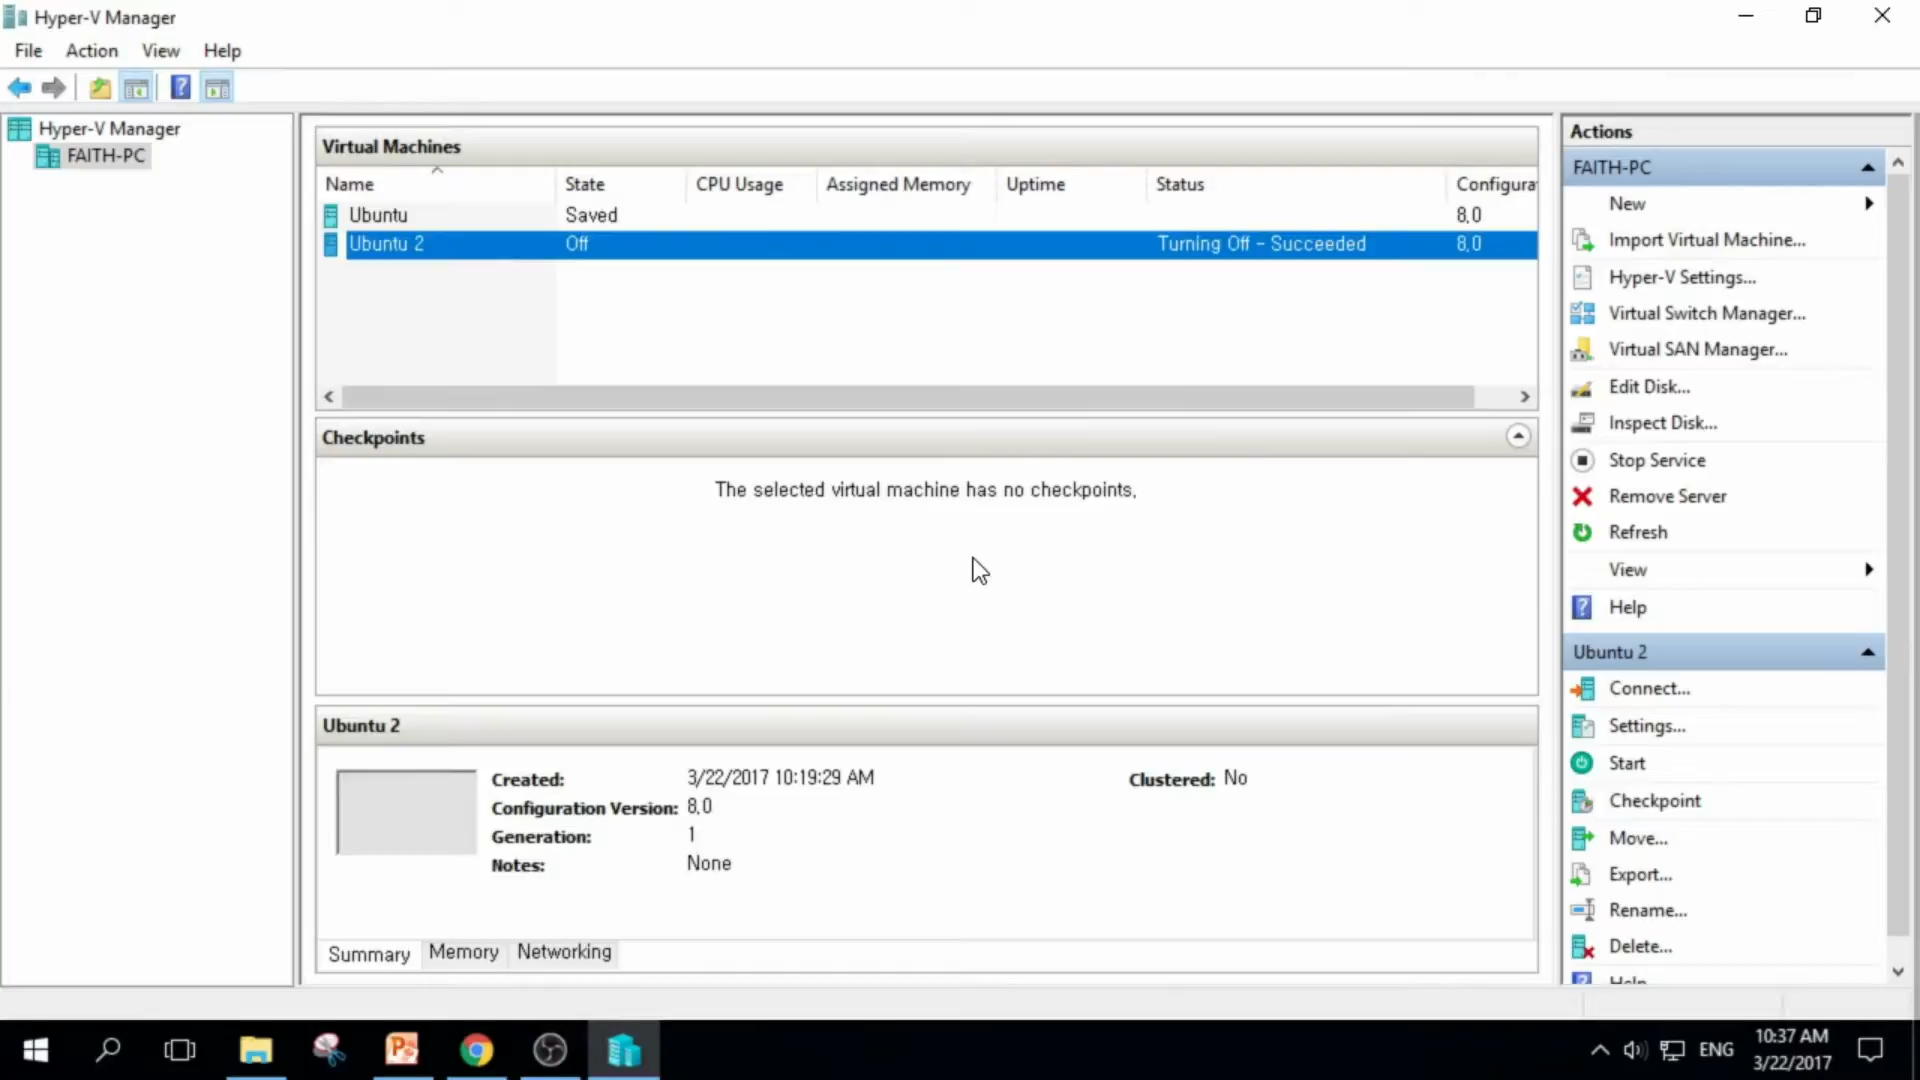 Hyper-V Manager
File Action View Help
Hyper-V Manager
FAITH-PC
Virtual Machines
Name State CPU Usage Assigned Memory Uptime Status Configura
Ubuntu Saved 8.0
Ubuntu 2 Off Turning Off - Succeeded 8.0
Checkpoints
The selected virtual machine has no checkpoints.
Ubuntu 2
Created: 3/22/2017 10:19:29 AM Clustered: No
Configuration Version: 8.0
Generation: 1
Notes: None
Summary Memory Networking
Actions
FAITH-PC
New
Import Virtual Machine...
Hyper-V Settings...
Virtual Switch Manager...
Virtual SAN Manager...
Edit Disk...
Inspect Disk...
Stop Service
Remove Server
Refresh
View
Help
Ubuntu 2
Connect...
Settings...
Start
Checkpoint
Move...
Export...
Rename...
Delete...
Help
ENG
10:37 AM
3/22/2017